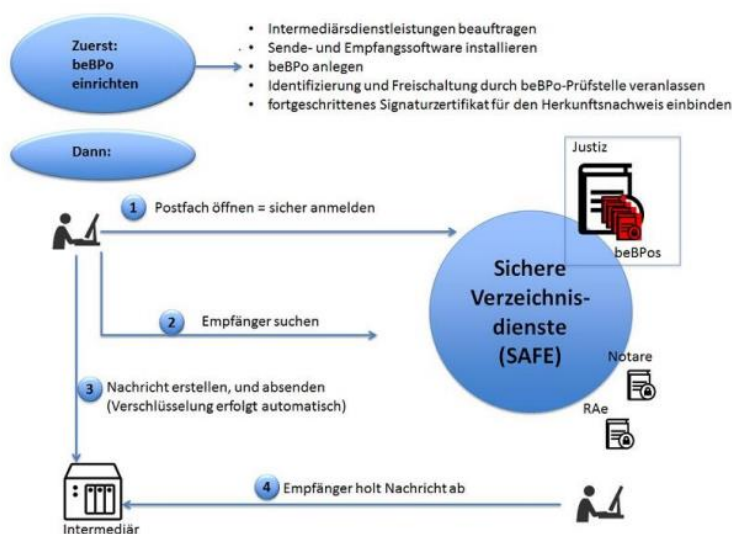 Zuerst:
beBPo
einrichten
• Intermediärsdienstleistungen beauftragen
• Sende- und Empfangssoftware installieren
• beBPo anlegen
• Identifizierung und Freischaltung durch beBPo-Prüfstelle veranlassen
• fortgeschrittenes Signaturzertifikat für den Herkunftsnachweis einbinden
Dann:
Justiz
beBPos
1 Postfach öffnen = sicher anmelden
Sichere
Verzeichnis-
dienste
(SAFE)
2 Empfänger suchen
Notare
RAe
3 Nachricht erstellen, und absenden
(Verschlüsselung erfolgt automatisch)
4 Empfänger holt Nachricht ab
Intermediär